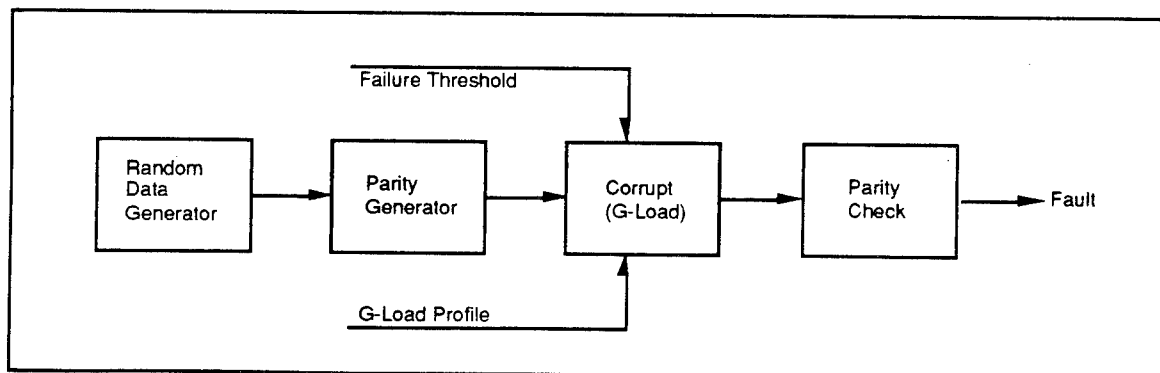 Failure Threshold
Random
Data
Generator
Parity
Generator
Corrupt
(G-Load)
Parity
Check
Fault
G-Load Profile